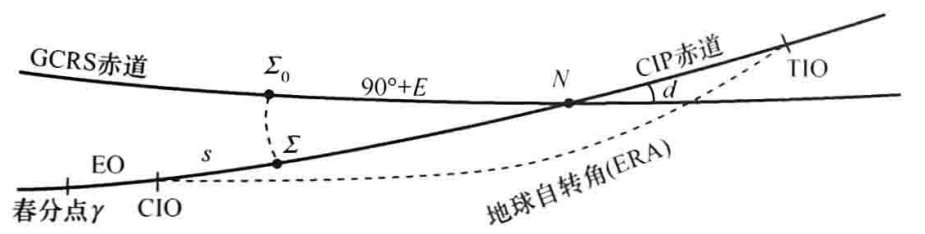 GCRS赤道
Σ₀
90°+E
N
CIP赤道
d
TIO
EO
s
Σ
春分点γ
CIO
地球自转角(ERA)